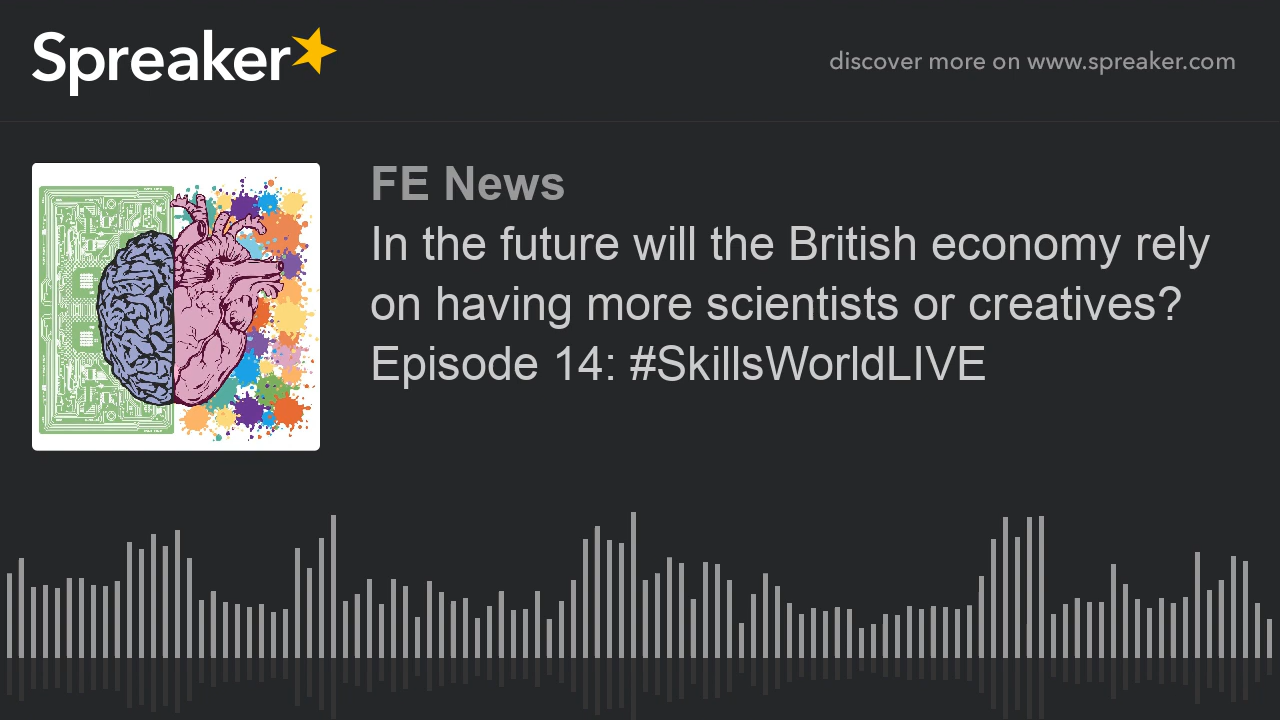 Spreaker
discover more on www.spreaker.com
FE News
In the future will the British economy rely
on having more scientists or creatives?
Episode 14: #SkillsWorldLIVE